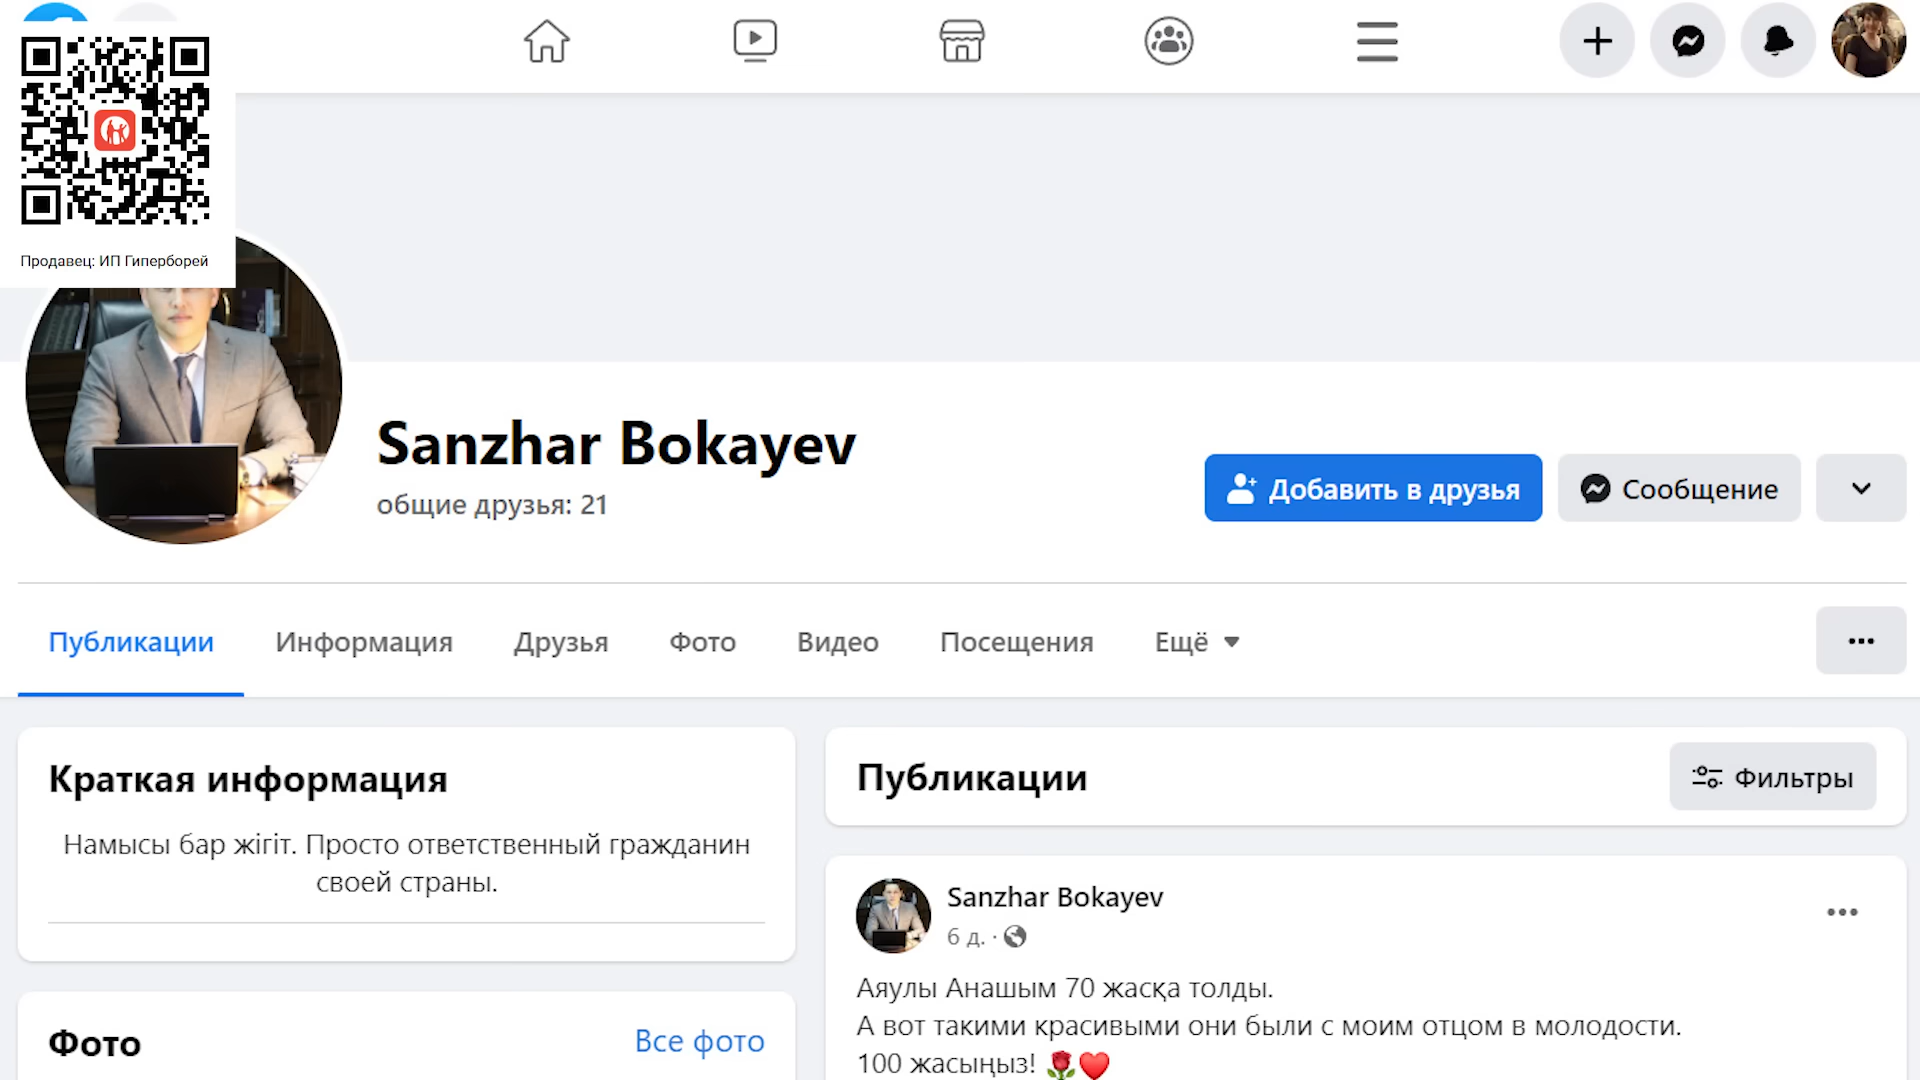 Продавец: ИП Гиперборей
Sanzhar Bokayev
общие друзья: 21
Добавить в друзья
Сообщение
Публикации
Информация
Друзья
Фото
Видео
Посещения
Ещё
Краткая информация
Намысы бар жігіт. Просто ответственный гражданин
своей страны.
Фото
Все фото
Публикации
Фильтры
Sanzhar Bokayev
6 д. ·
Аяулы Анашым 70 жасқа толды.
А вот такими красивыми они были с моим отцом в молодости.
100 жасыңыз! 🌹❤️